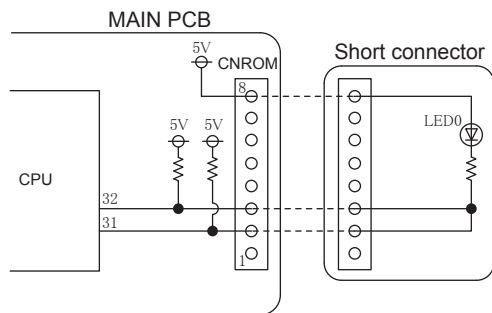 MAIN PCB
5V
CNROM
Short connector
8
LED0
5V
5V
CPU
32
31
1